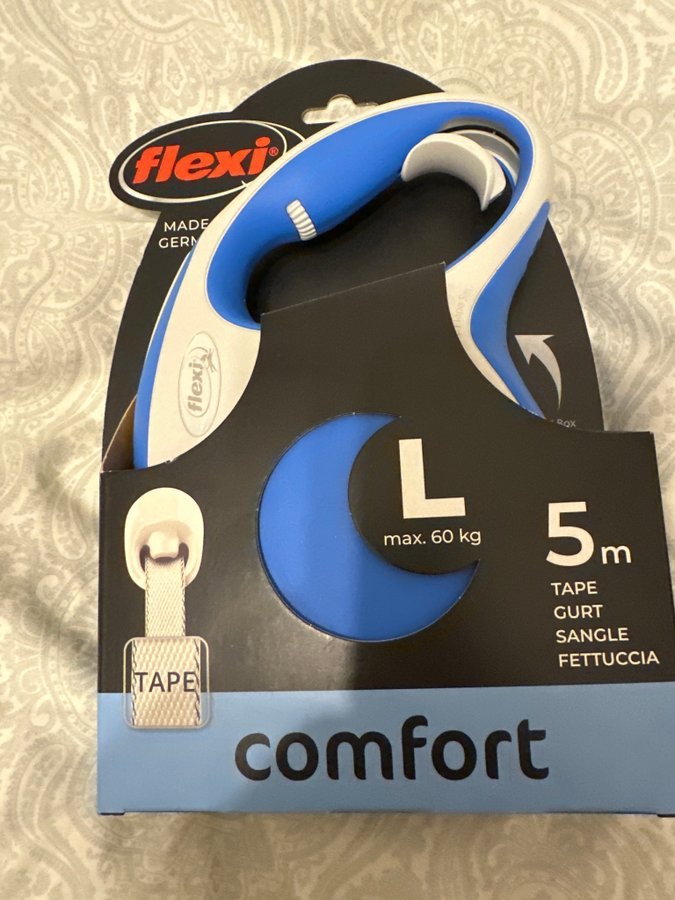 flexi®
MADE
GERM
flexi
Box
L
max. 60 kg
5m
TAPE
GURT
SANGLE
FETTUCCIA
TAPE
comfort